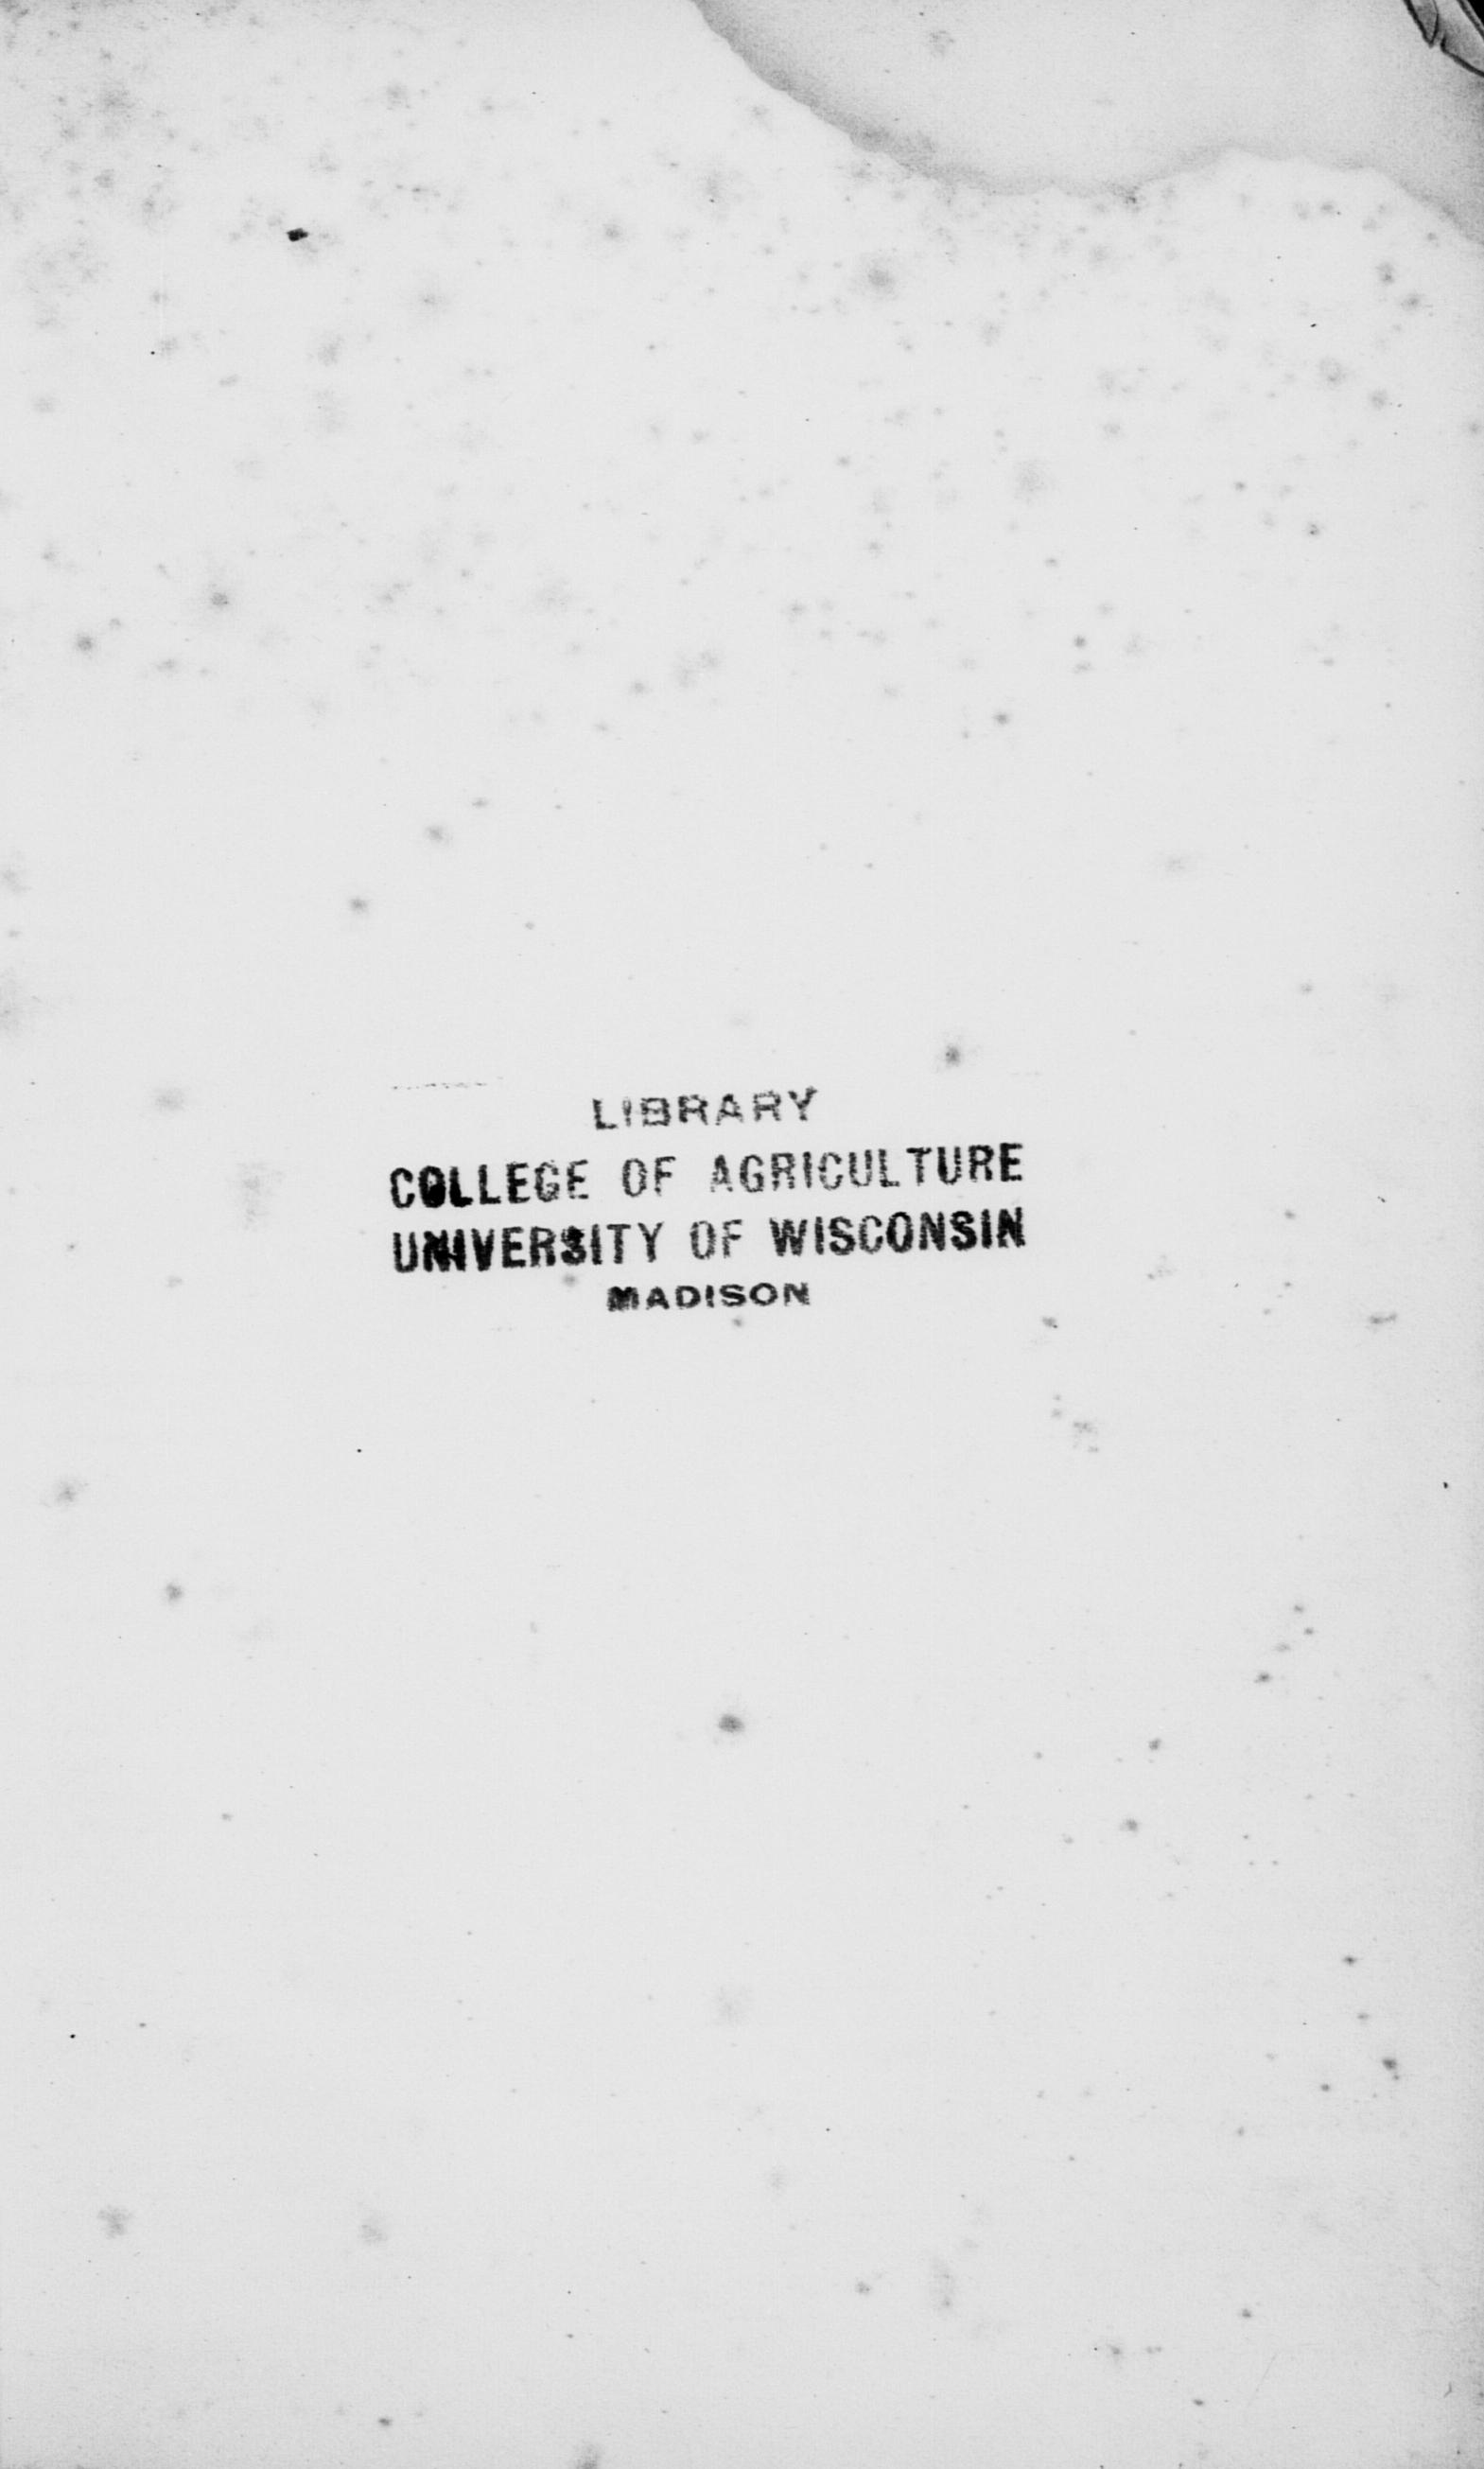 LIBRARY
COLLEGE OF AGRICULTURE
UNIVERSITY OF WISCONSIN
MADISON